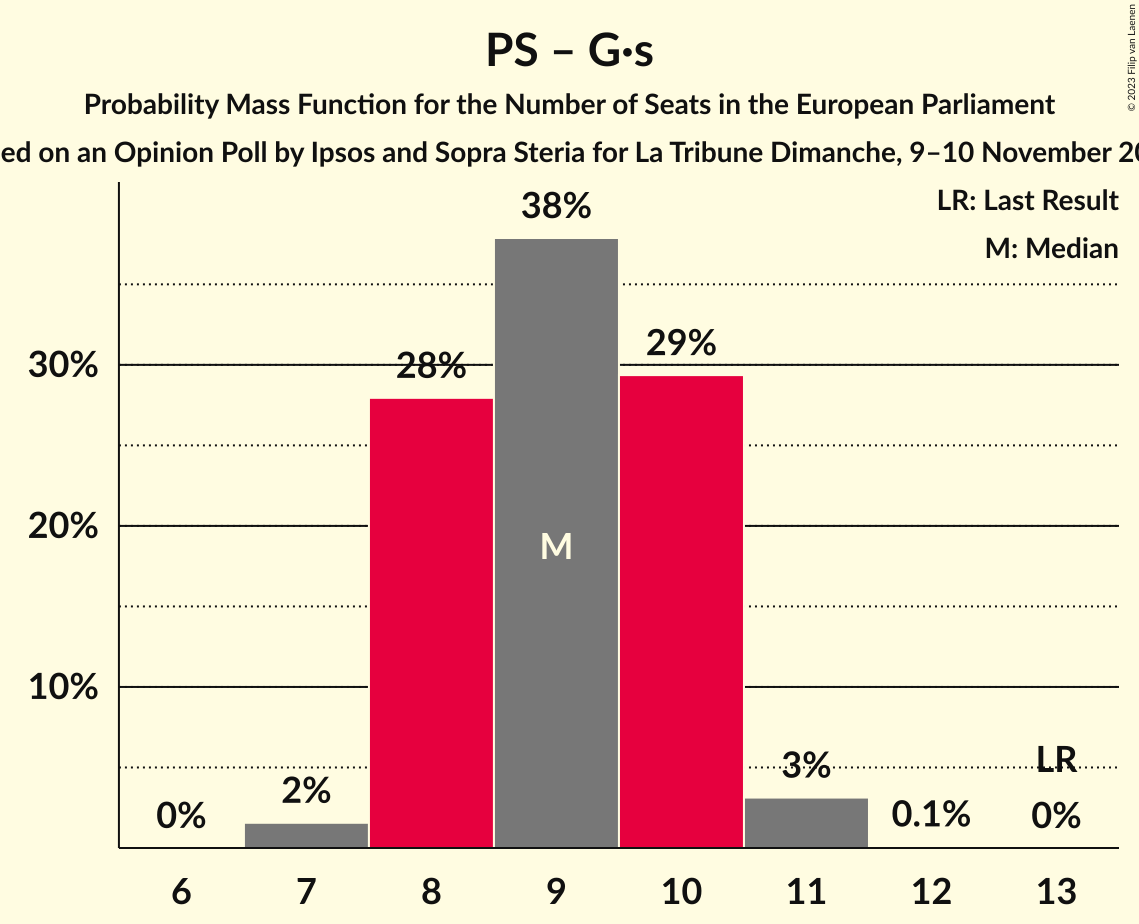 PS – G·s
Probability Mass Function for the Number of Seats in the European Parliament
ed on an Opinion Poll by Ipsos and Sopra Steria for La Tribune Dimanche, 9–10 November 20
© 2023 Filip van Laenen
LR: Last Result
M: Median
38%
29%
28%
30%
20%
10%
M
LR
3%
2%
0%
0.1%
0%
6 7 8 9 10 11 12 13